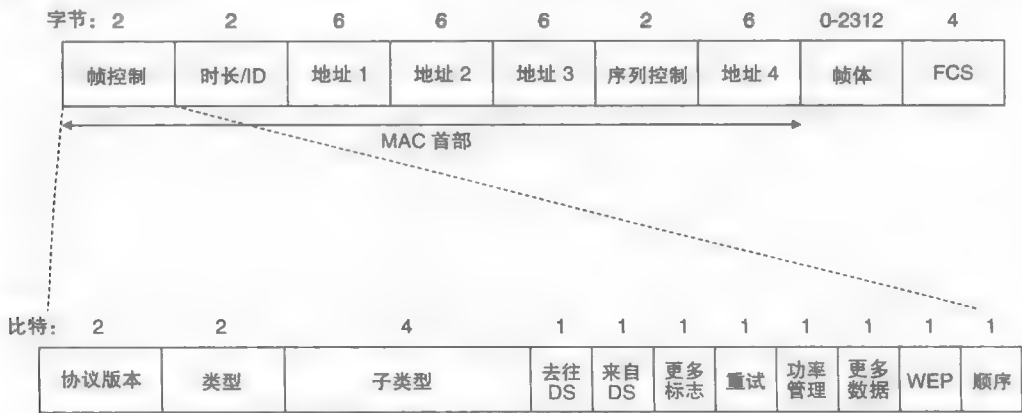 字节: 2 2 6 6 6 2 6 0-2312 4
帧控制 时长/ID 地址 1 地址 2 地址 3 序列控制 地址 4 帧体 FCS
MAC 首部
比特: 2 2 4 1 1 1 1 1 1 1 1
协议版本 类型 子类型 去往 DS 来自 DS 更多标志 重试 功率管理 更多数据 WEP 顺序